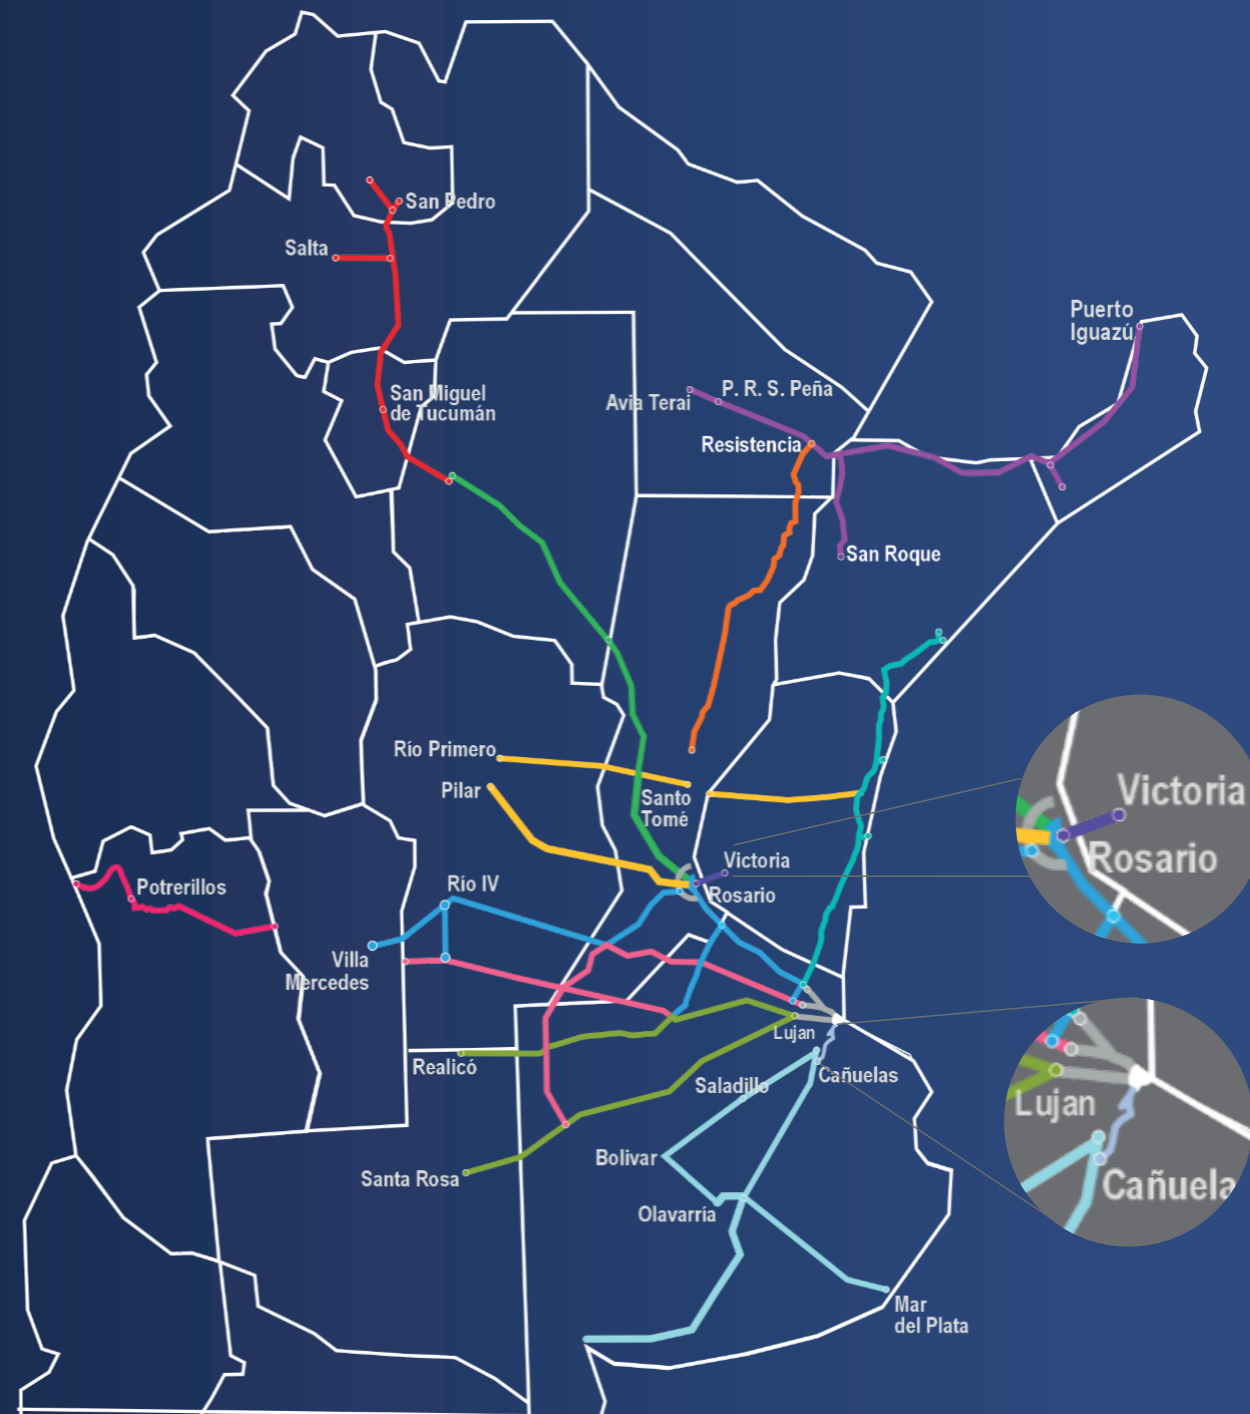 San Pedro
Salta
Puerto
Iguazú
San Miguel
de Tucumán
P. R. S. Peña
Avia Terai
Resistencia
San Roque
Río Primero
Pilar
Santo
Tomé
Victoria
Rosario
Victoria
Rosario
Potrerillos
Río IV
Villa
Mercedes
Lujan
Realicó
Cañuelas
Saladillo
Lujan
Cañuela
Bolivar
Santa Rosa
Olavarría
Mar
del Plata